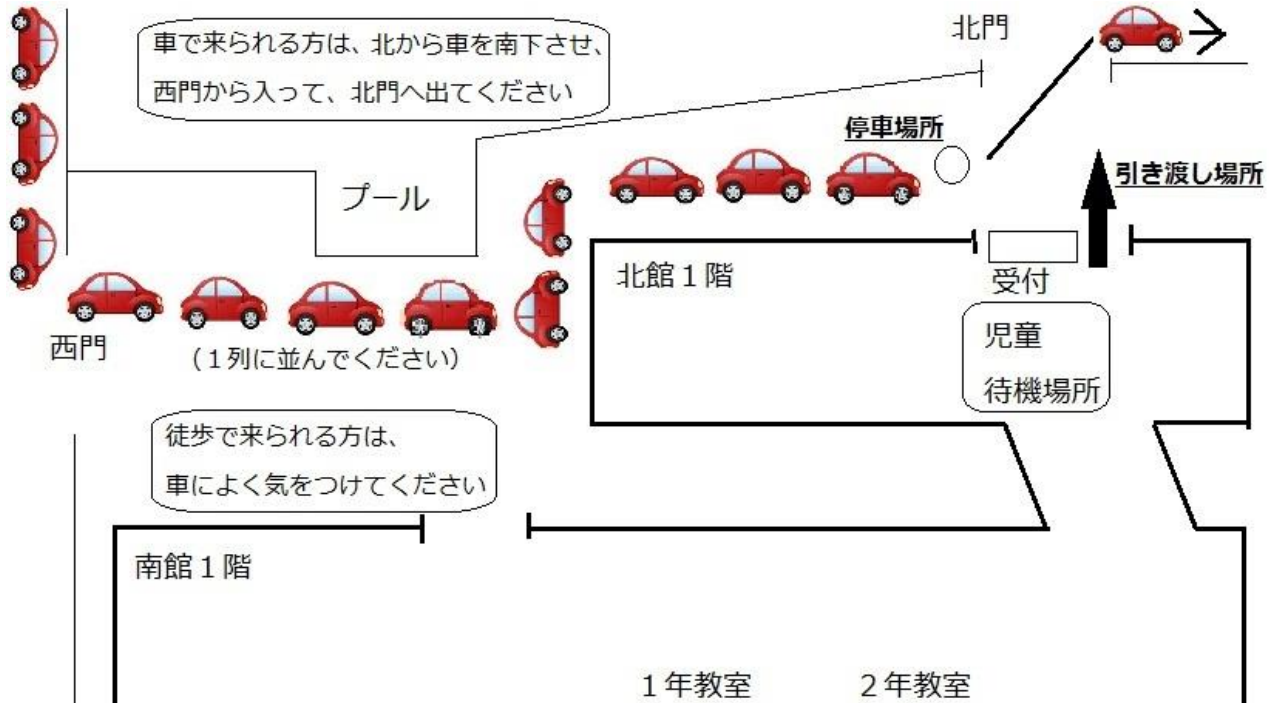 車で来られる方は、北から車を南下させ、
西門から入って、北門へ出てください
北門
停車場所
引き渡し場所
プール
北館１階
受付
児童
待機場所
西門
（１列に並んでください）
徒歩で来られる方は、
車によく気をつけてください
南館１階
１年教室
２年教室